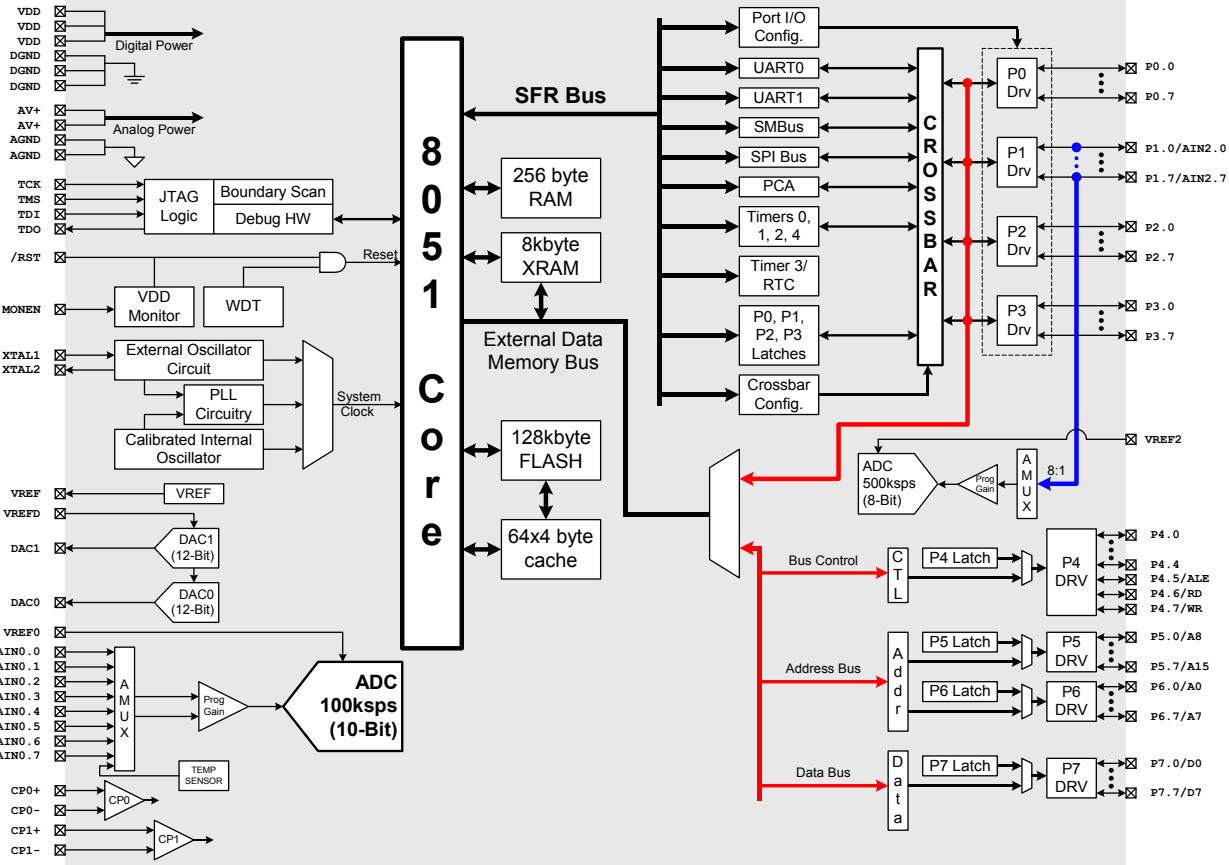 VDD
VDD
VDD
Digital Power
DGND
DGND
DGND
AV+
AV+
Analog Power
AGND
AGND
TCK
TMS
TDI
TDO
JTAG
Logic
Boundary Scan
Debug HW
/RST
Reset
MONEN
VDD
Monitor
WDT
XTAL1
XTAL2
External Oscillator
Circuit
PLL
Circuitry
Calibrated Internal
Oscillator
System
Clock
VREF
VREF
VREFD
DAC1
DAC1
(12-Bit)
DAC0
DAC0
(12-Bit)
VREF0
AIN0.0
AIN0.1
AIN0.2
AIN0.3
AIN0.4
AIN0.5
AIN0.6
AIN0.7
AMUX
Prog
Gain
ADC
100ksps
(10-Bit)
TEMP
SENSOR
CP0+
CP0-
CP0
CP1+
CP1-
CP1
8051 Core
SFR Bus
256 byte
RAM
8kbyte
XRAM
External Data
Memory Bus
128kbyte
FLASH
64x4 byte
cache
Port I/O
Config.
UART0
UART1
SMBus
SPI Bus
PCA
Timers 0,
1, 2, 4
Timer 3/
RTC
P0, P1,
P2, P3
Latches
Crossbar
Config.
CROSSBAR
P0
Drv
P1
Drv
P2
Drv
P3
Drv
P0.0
P0.7
P1.0/AIN2.0
P1.7/AIN2.7
P2.0
P2.7
P3.0
P3.7
VREF2
ADC
500ksps
(8-Bit)
Prog
Gain
AMUX
8:1
Bus Control
CTL
P4 Latch
P4
DRV
P4.0
P4.4
P4.5/ALE
P4.6/RD
P4.7/WR
Address Bus
Addr
P5 Latch
P5
DRV
P5.0/A8
P5.7/A15
P6 Latch
P6
DRV
P6.0/A0
P6.7/A7
Data Bus
Data
P7 Latch
P7
DRV
P7.0/D0
P7.7/D7